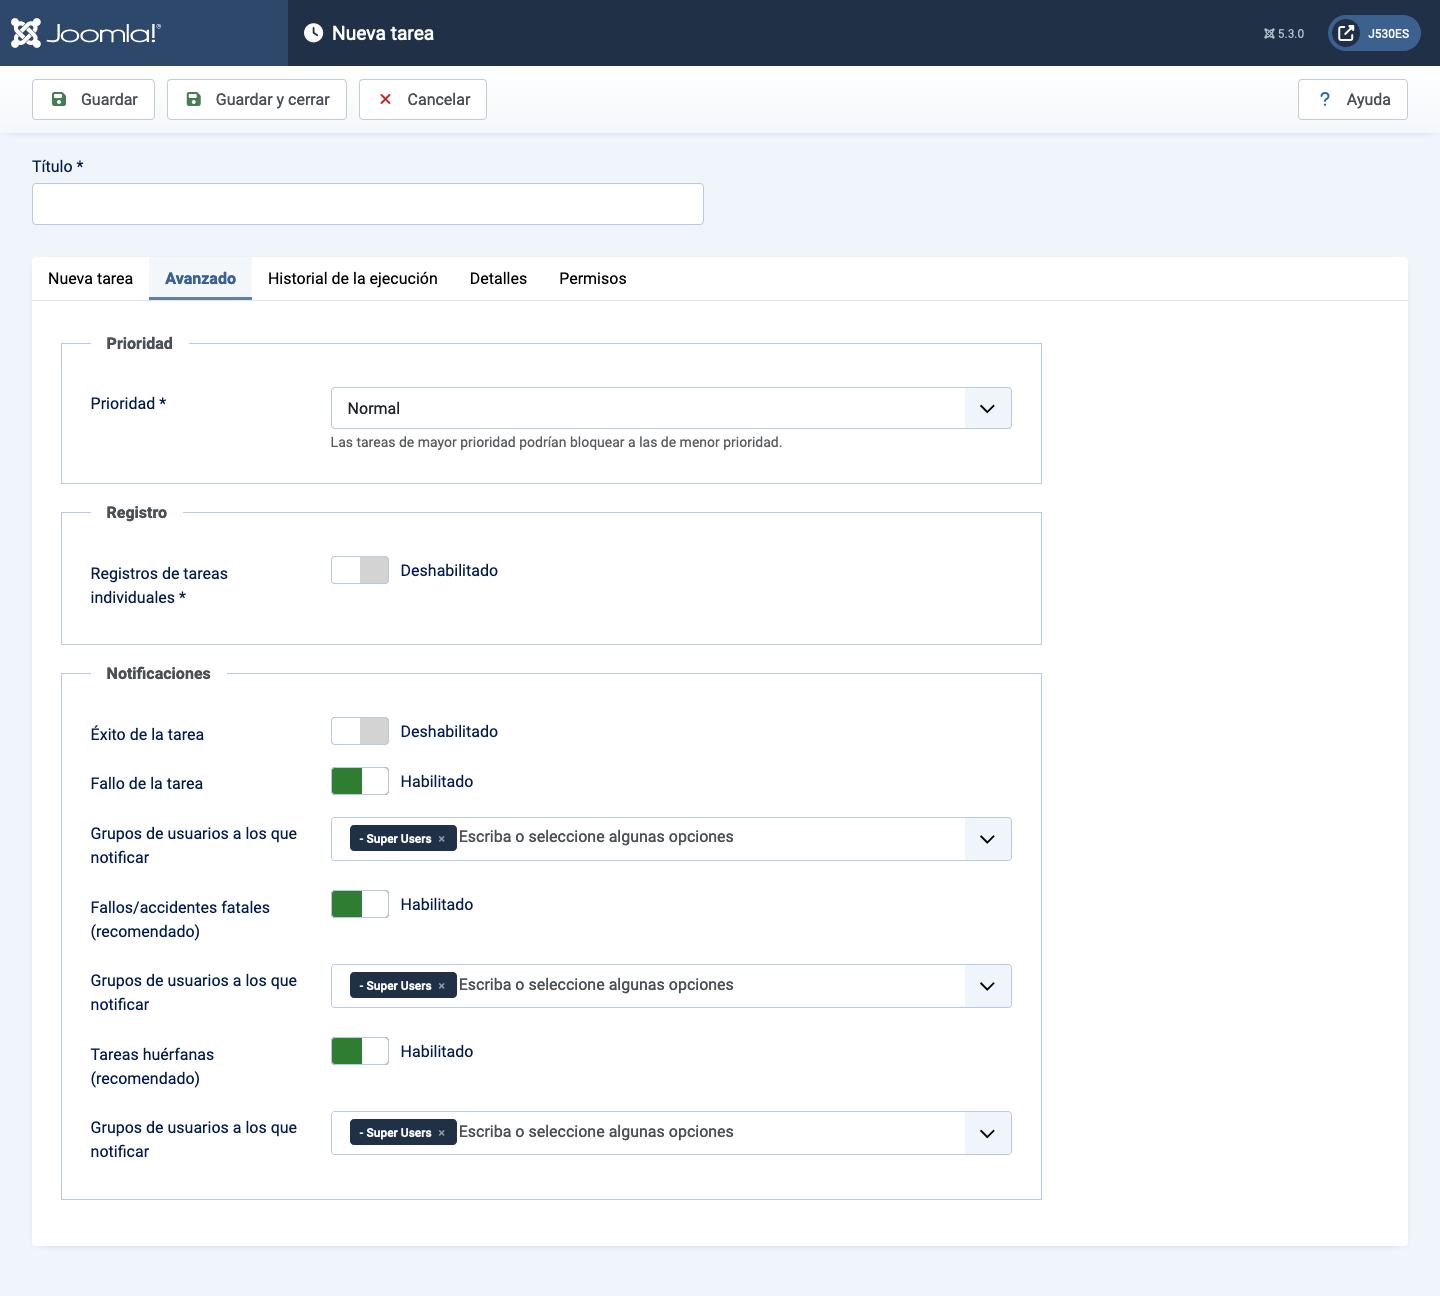 Joomla!®
Nueva tarea
5.3.0
J530ES
Guardar
Guardar y cerrar
Cancelar
? Ayuda
Título *
Nueva tarea
Avanzado
Historial de la ejecución
Detalles
Permisos
Prioridad
Prioridad *
Normal
Las tareas de mayor prioridad podrían bloquear a las de menor prioridad.
Registro
Registros de tareas
individuales *
Deshabilitado
Notificaciones
Éxito de la tarea
Deshabilitado
Fallo de la tarea
Habilitado
Grupos de usuarios a los que
notificar
- Super Users × Escriba o seleccione algunas opciones
Fallos/accidentes fatales
(recomendado)
Habilitado
Grupos de usuarios a los que
notificar
- Super Users × Escriba o seleccione algunas opciones
Tareas huérfanas
(recomendado)
Habilitado
Grupos de usuarios a los que
notificar
- Super Users × Escriba o seleccione algunas opciones